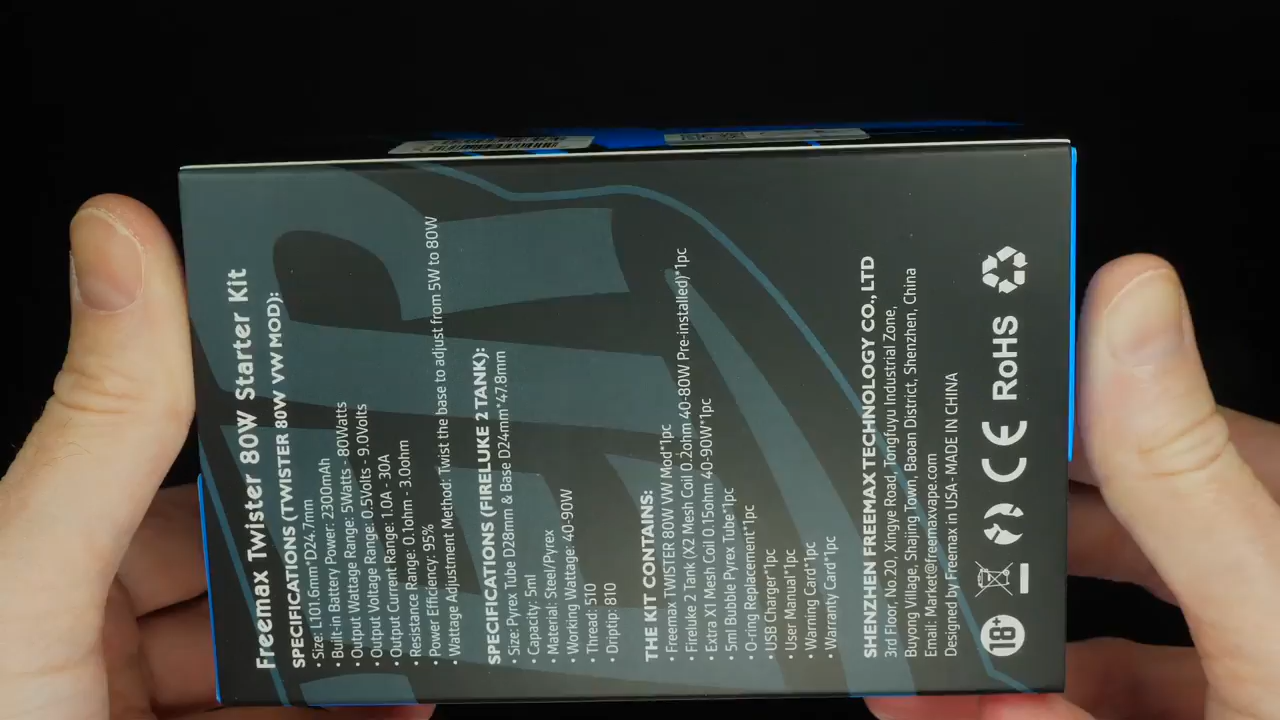 Freemax Twister 80W Starter Kit
SPECIFICATIONS (TWISTER 80W VW MOD):
• Size: L101.6mm*D24.7mm
• Built-in Battery Power: 2300mAh
• Output Wattage Range: 5Watts - 80Watts
• Output Voltage Range: 0.5Volts - 9.0Volts
• Output Current Range: 1.0A - 30A
• Resistance Range: 0.1ohm - 3.0ohm
• Power Efficiency: 95%
• Wattage Adjustment Method: Twist the base to adjust from 5W to 80W
SPECIFICATIONS (FIRELUKE 2 TANK):
• Size: Pyrex Tube D28mm & Base D24mm*47.8mm
• Capacity: 5ml
• Material: Steel/Pyrex
• Working Wattage: 40-90W
• Thread: 510
• Driptip: 810
THE KIT CONTAINS:
• Freemax TWISTER 80W VW Mod*1pc
• Fireluke 2 Tank (X2 Mesh Coil 0.2ohm 40-80W Pre-installed)*1pc
• Extra X1 Mesh Coil 0.15ohm 40-90W*1pc
• 5ml Bubble Pyrex Tube*1pc
• O-ring Replacement*1pc
• USB Charger*1pc
• User Manual*1pc
• Warning Card*1pc
• Warranty Card*1pc
SHENZHEN FREEMAX TECHNOLOGY CO., LTD
3rd Floor, No.20, Xingye Road, Tongfuyu Industrial Zone,
Buyong Village, Shajing Town, Baoan District, Shenzhen, China
Email: Market@freemaxvape.com
Designed by Freemax in USA - MADE IN CHINA
18+ CE RoHS